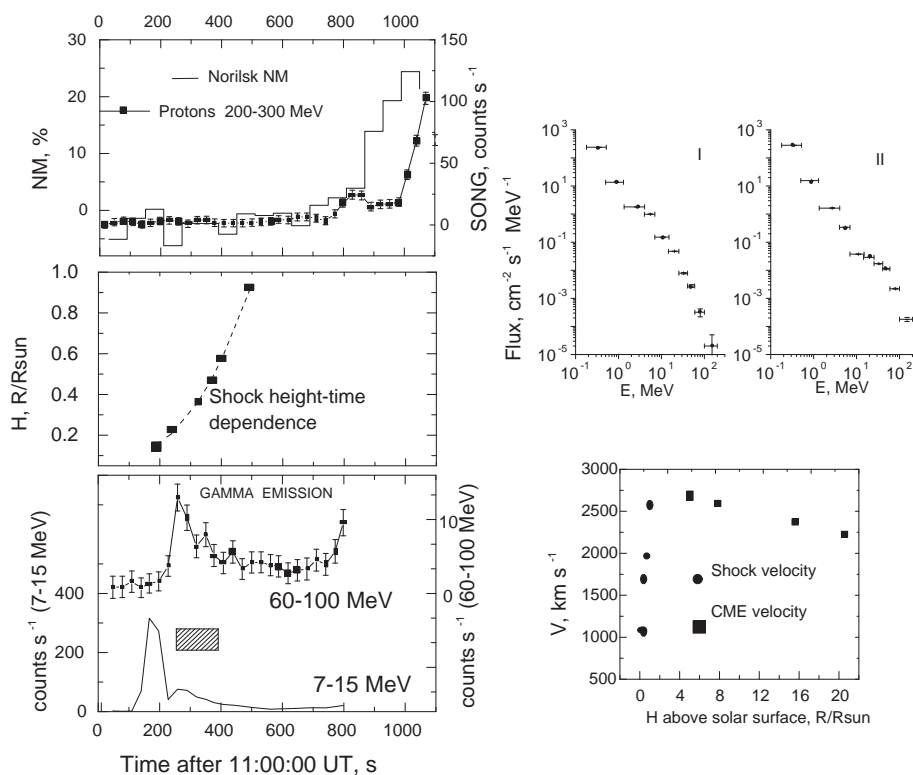 0 200 400 600 800 1000
30
20
10
0
NM, %
Norilsk NM
Protons 200-300 MeV
150
100
50
0
SONG, counts s⁻¹
1.0
0.8
0.6
0.4
0.2
H, R/Rsun
Shock height-time
dependence
GAMMA EMISSION
60-100 MeV
7-15 MeV
400
200
0
counts s⁻¹ (7-15 MeV)
10
0
counts s⁻¹ (60-100 MeV)
0 200 400 600 800 1000
Time after 11:00:00 UT, s
Flux, cm⁻² s⁻¹ MeV⁻¹
10³
10¹
10⁻¹
10⁻³
10⁻⁵
I
10⁻¹ 10⁰ 10¹ 10²
E, MeV
10³
10¹
10⁻¹
10⁻³
10⁻⁵
II
10⁻¹ 10⁰ 10¹ 10²
E, MeV
3000
2500
2000
1500
1000
500
V, km s⁻¹
Shock velocity
CME velocity
0 4 8 12 16 20
H above solar surface, R/Rsun